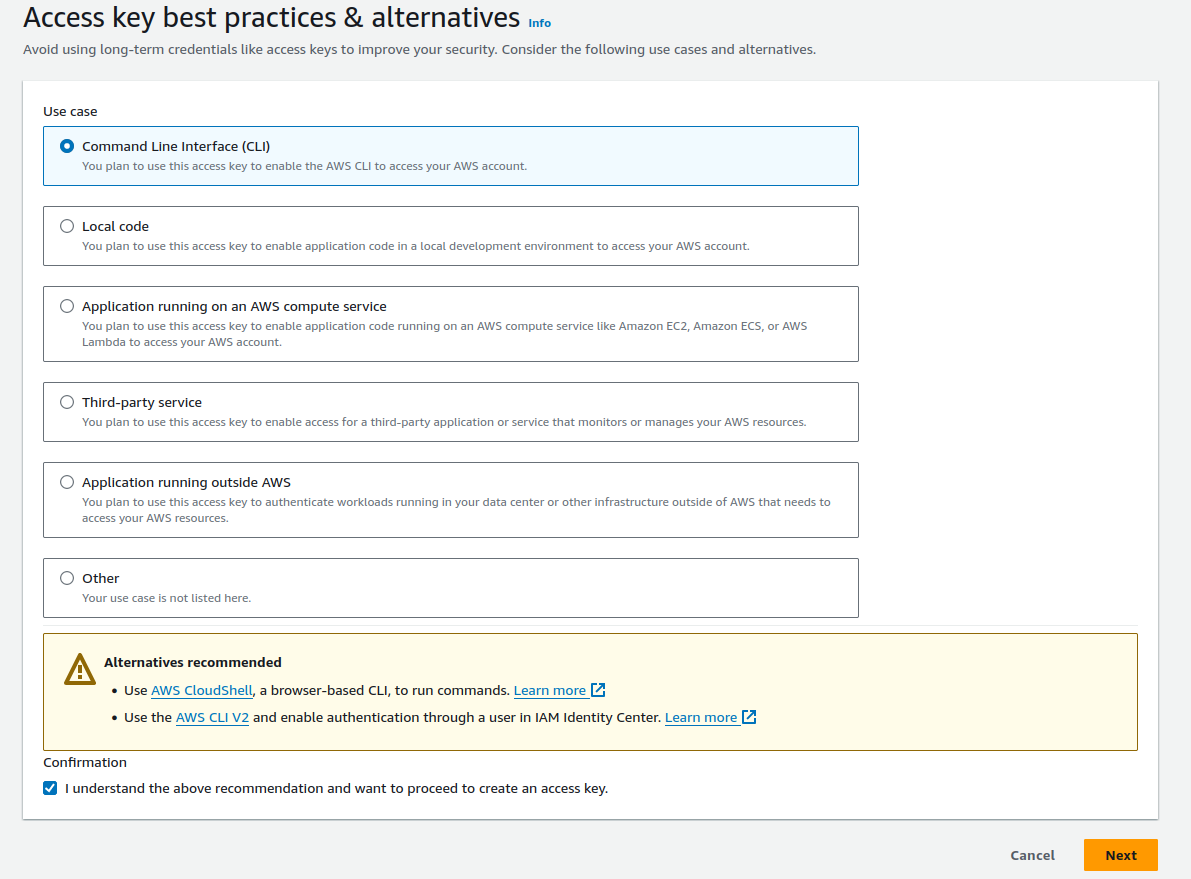 Access key best practices & alternatives Info
Avoid using long-term credentials like access keys to improve your security. Consider the following use cases and alternatives.
Use case
Command Line Interface (CLI)
You plan to use this access key to enable the AWS CLI to access your AWS account.
Local code
You plan to use this access key to enable application code in a local development environment to access your AWS account.
Application running on an AWS compute service
You plan to use this access key to enable application code running on an AWS compute service like Amazon EC2, Amazon ECS, or AWS
Lambda to access your AWS account.
Third-party service
You plan to use this access key to enable access for a third-party application or service that monitors or manages your AWS resources.
Application running outside AWS
You plan to use this access key to authenticate workloads running in your data center or other infrastructure outside of AWS that needs to
access your AWS resources.
Other
Your use case is not listed here.
Alternatives recommended
• Use AWS CloudShell, a browser-based CLI, to run commands. Learn more
• Use the AWS CLI V2 and enable authentication through a user in IAM Identity Center. Learn more
Confirmation
I understand the above recommendation and want to proceed to create an access key.
Cancel Next